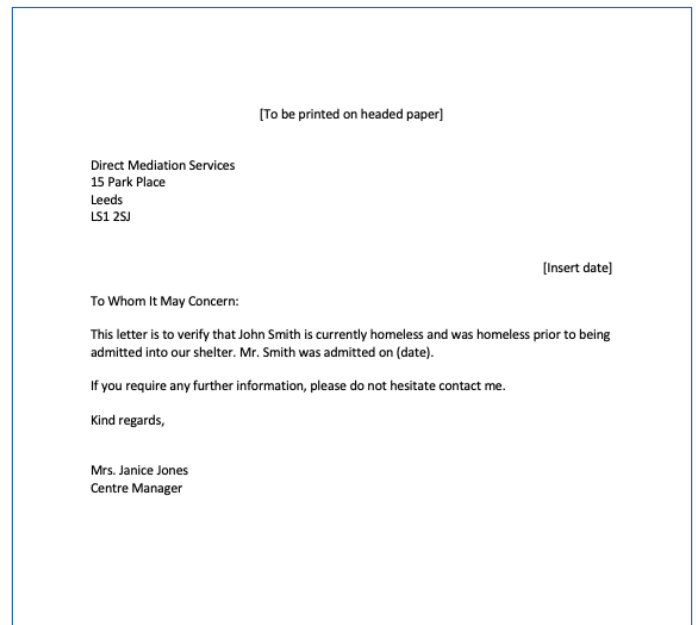 [To be printed on headed paper]
Direct Mediation Services
15 Park Place
Leeds
LS1 2SJ
[Insert date]
To Whom It May Concern:
This letter is to verify that John Smith is currently homeless and was homeless prior to being
admitted into our shelter. Mr. Smith was admitted on (date).
If you require any further information, please do not hesitate contact me.
Kind regards,
Mrs. Janice Jones
Centre Manager